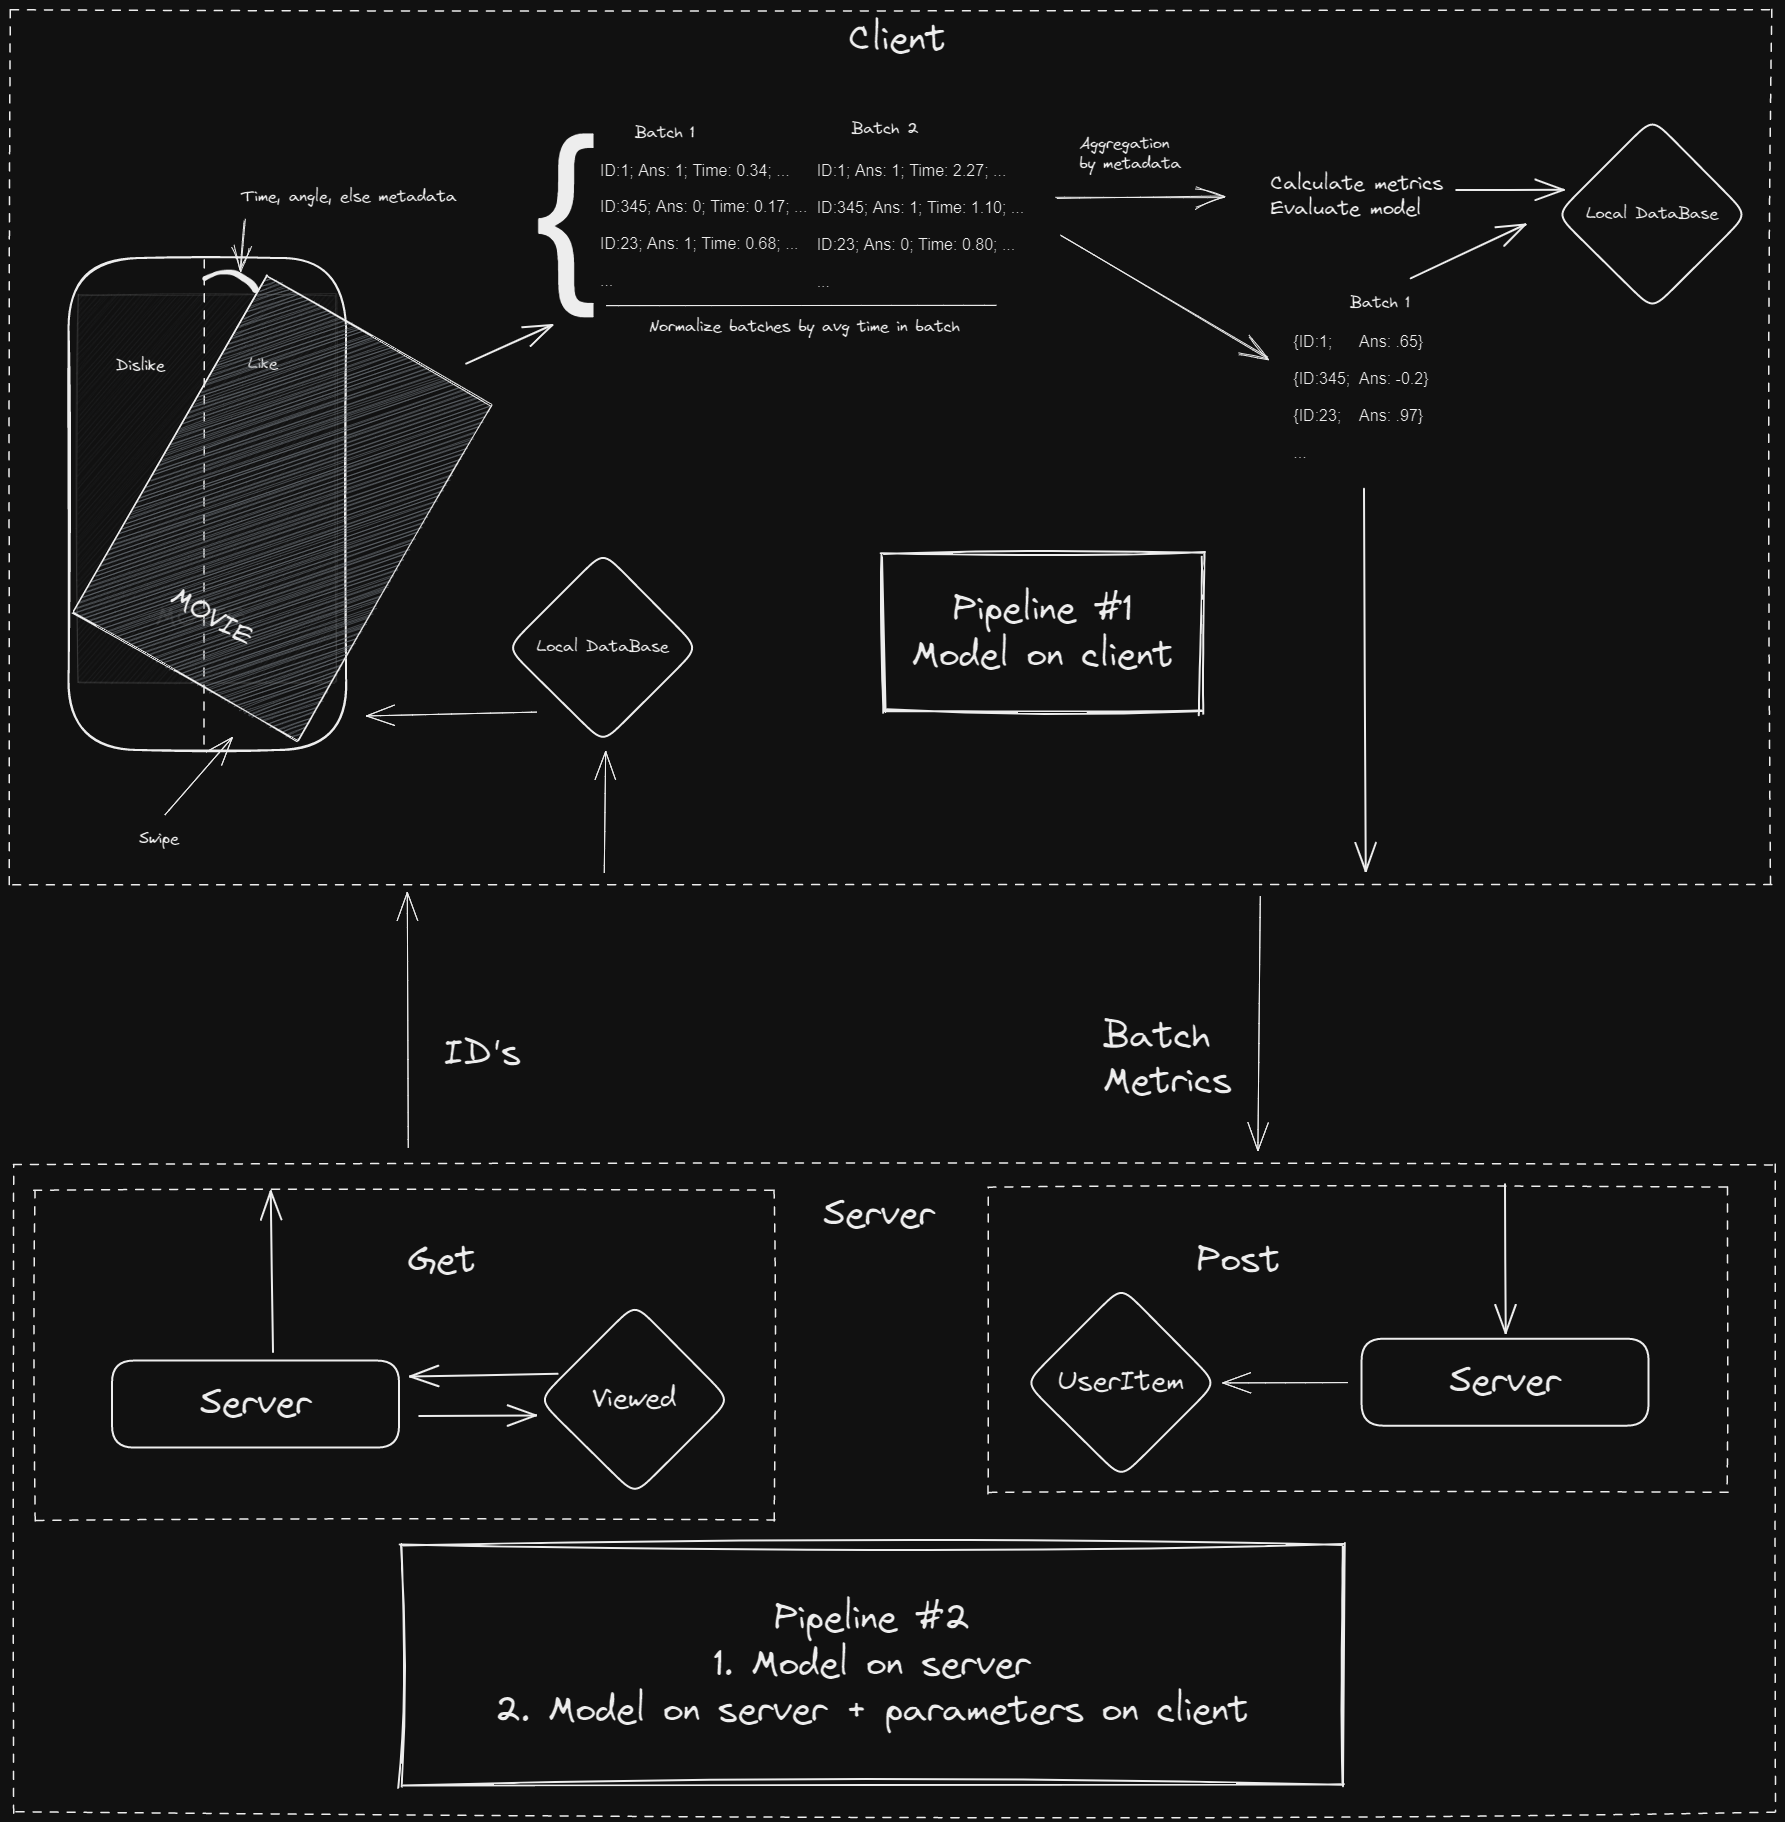 Client
Time, angle, else metadata
Dislike
Like
MOVIE
Swipe
Batch 1
ID:1; Ans: 1; Time: 0.34; ...
ID:345; Ans: 0; Time: 0.17; ...
ID:23; Ans: 1; Time: 0.68; ...
...
Batch 2
ID:1; Ans: 1; Time: 2.27; ...
ID:345; Ans: 1; Time: 1.10; ...
ID:23; Ans: 0; Time: 0.80; ...
...
Normalize batches by avg time in batch
Aggregation
by metadata
Calculate metrics
Evaluate model
Local DataBase
Batch 1
{ID:1; Ans: .65}
{ID:345; Ans: -0.2}
{ID:23; Ans: .97}
...
Local DataBase
Pipeline #1
Model on client
ID's
Batch
Metrics
Server
Get
Server
Viewed
Post
UserItem
Server
Pipeline #2
1. Model on server
2. Model on server + parameters on client